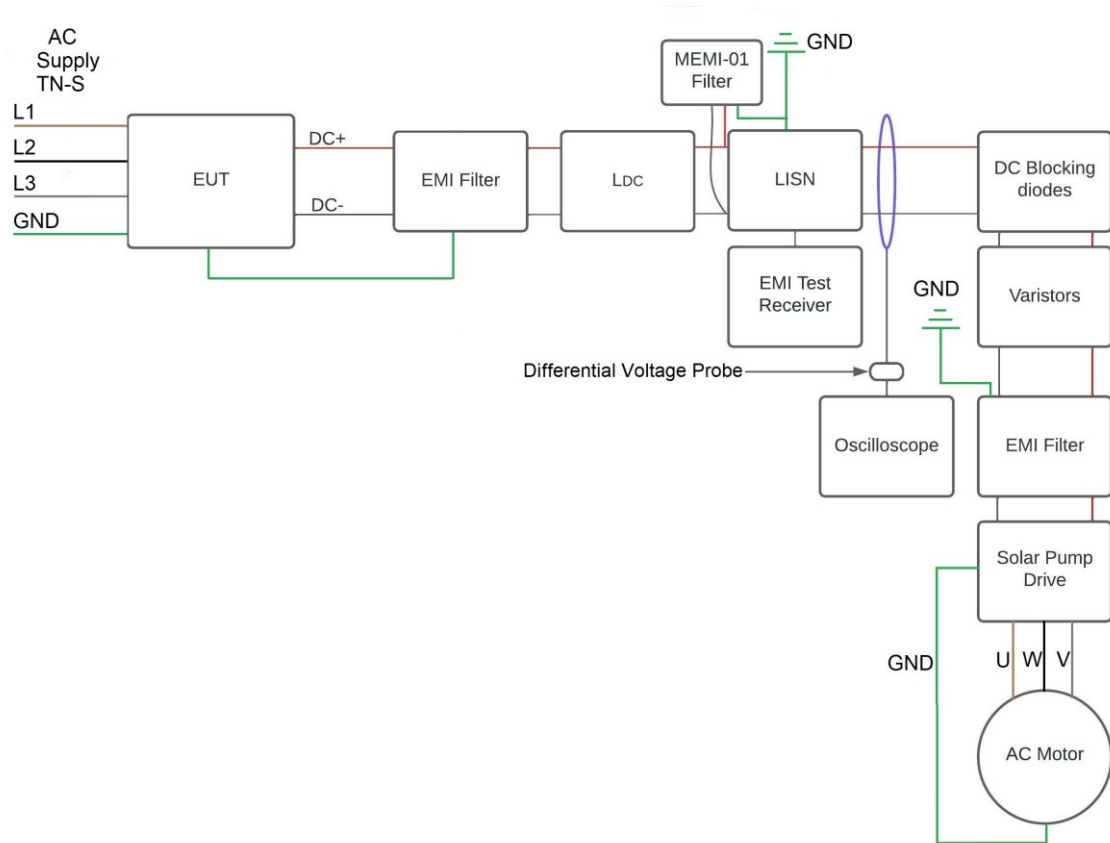 AC
Supply
TN-S
L1
L2
L3
GND
EUT
DC+
DC-
EMI Filter
LDC
MEMI-01
Filter
GND
LISN
EMI Test
Receiver
Differential Voltage Probe
Oscilloscope
DC Blocking
diodes
Varistors
GND
EMI Filter
Solar Pump
Drive
GND
U W V
AC Motor